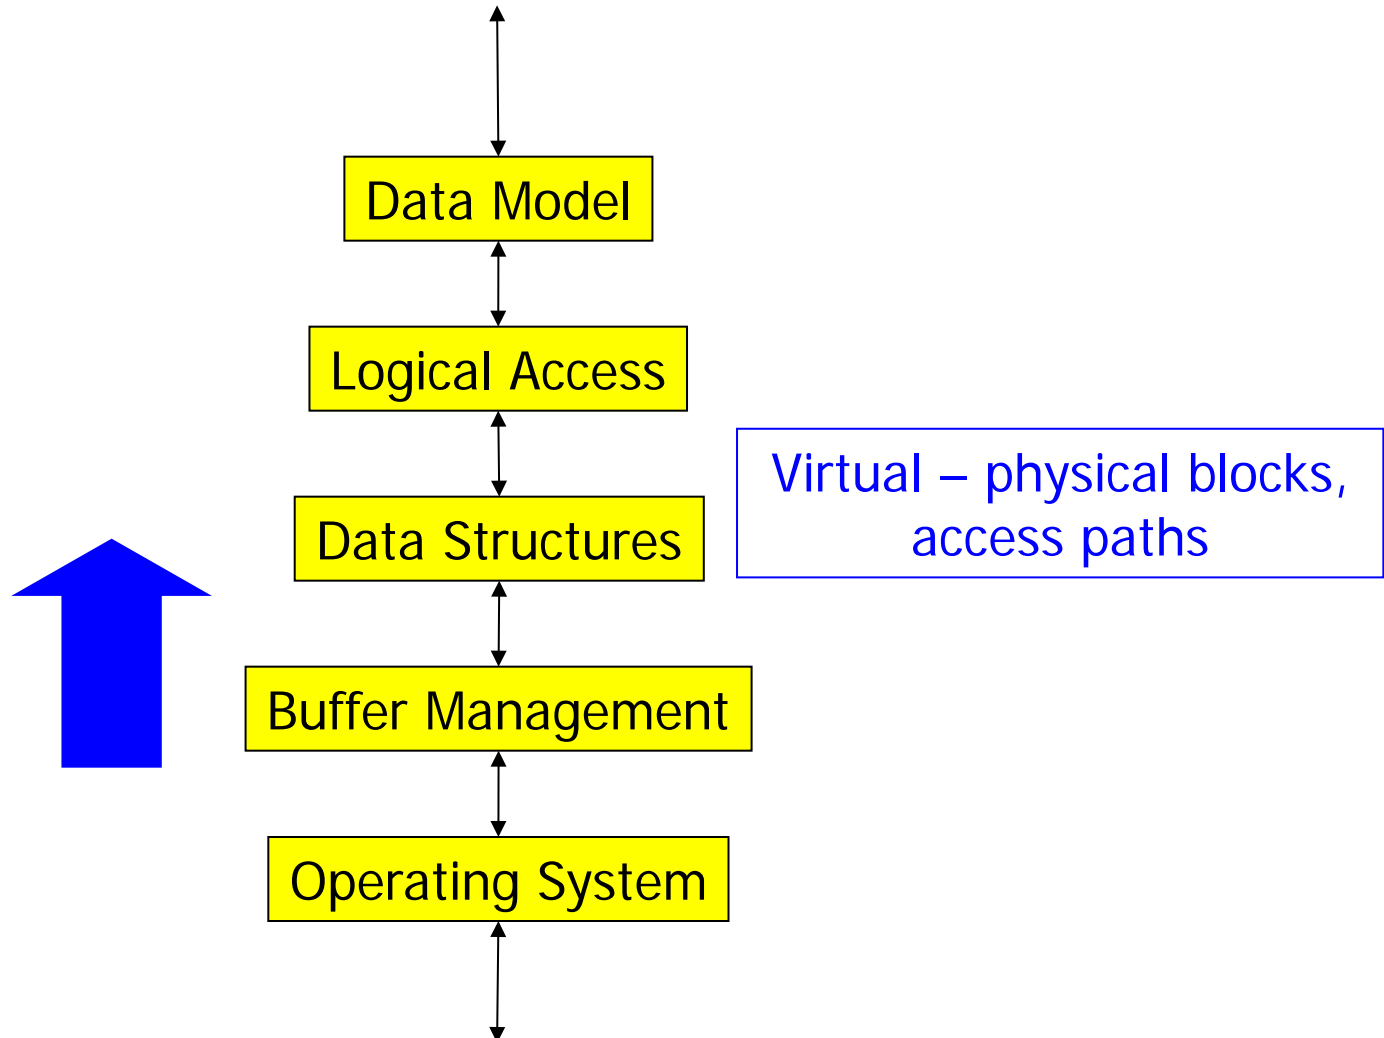 Data Model
Logical Access
Virtual – physical blocks,
access paths
Data Structures
Buffer Management
Operating System